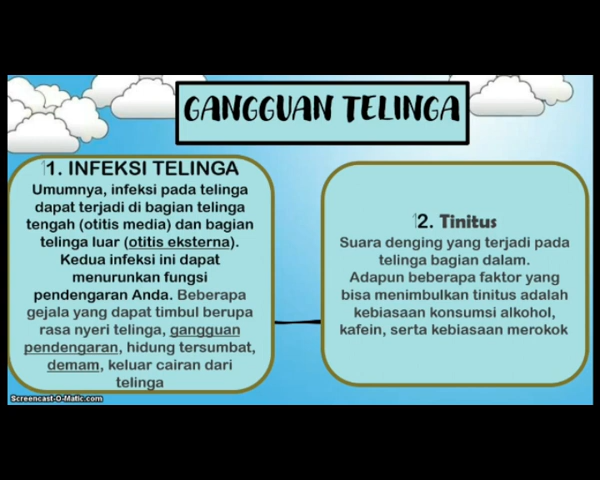 GANGGUAN TELINGA
1. INFEKSI TELINGA
Umumnya, infeksi pada telinga
dapat terjadi di bagian telinga
tengah (otitis media) dan bagian
telinga luar (otitis eksterna).
Kedua infeksi ini dapat
menurunkan fungsi
pendengaran Anda. Beberapa
gejala yang dapat timbul berupa
rasa nyeri telinga, gangguan
pendengaran, hidung tersumbat,
demam, keluar cairan dari
telinga
2. Tinitus
Suara denging yang terjadi pada
telinga bagian dalam.
Adapun beberapa faktor yang
bisa menimbulkan tinitus adalah
kebiasaan konsumsi alkohol,
kafein, serta kebiasaan merokok
Screencast-O-Matic.com